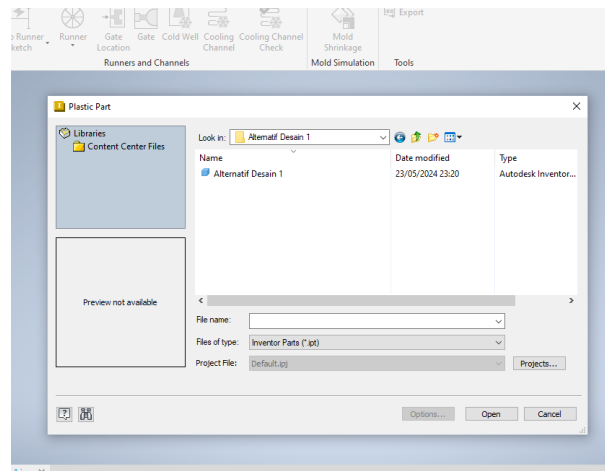 Export
Runner
ketch
Runner
Gate
Location
Gate
Cold Well
Cooling
Channel
Cooling Channel
Check
Mold
Shrinkage
Runners and Channels
Mold Simulation
Tools
Plastic Part
Libraries
Content Center Files
Look in:
Alternatif Desain 1
Name
Date modified
Type
Alternatif Desain 1
23/05/2024 23:20
Autodesk Inventor...
Preview not available
File name:
Files of type:
Inventor Parts (*.ipt)
Project File:
Default.ipj
Projects...
Options...
Open
Cancel